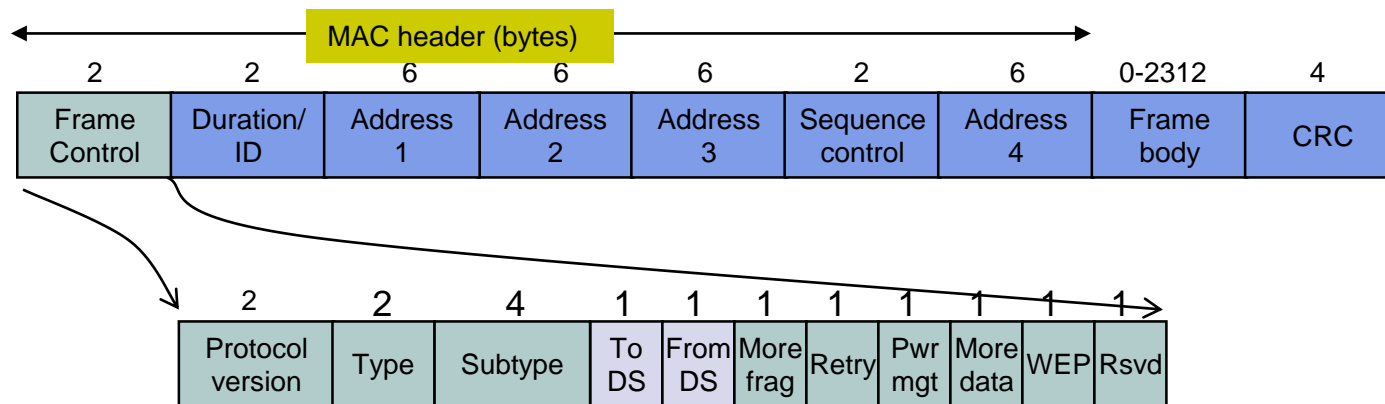 MAC header (bytes)
2 2 6 6 6 2 6 0-2312 4
Frame Duration/ Address Address Address Sequence Address Frame CRC
Control ID 1 2 3 control 4 body
2 2 4 1 1 1 1 1 1 1 1
Protocol Type Subtype To From More Retry Pwr More WEP Rsvd
version DS DS frag mgt data